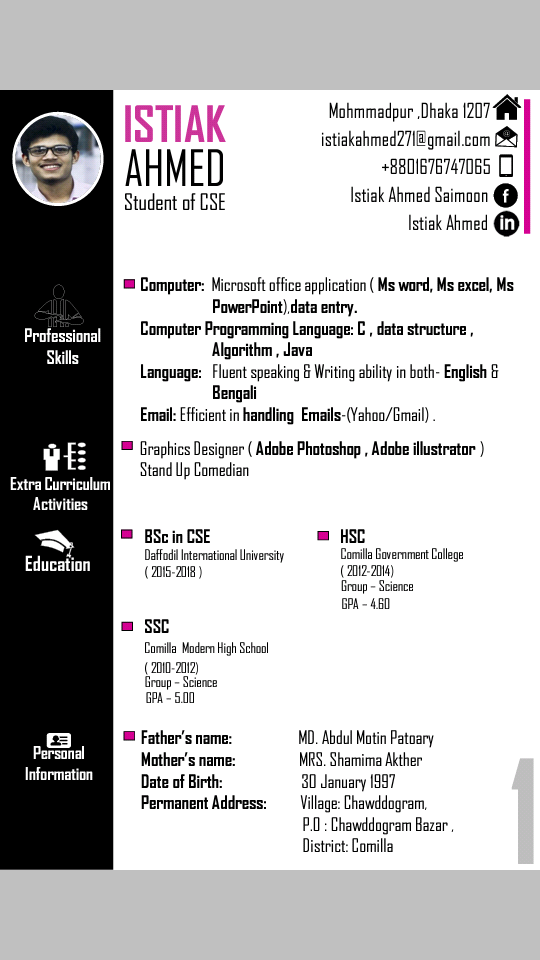 ISTIAK
AHMED
Student of CSE
Mohmmadpur ,Dhaka 1207
istiakahmed271@gmail.com
+8801676747065
Istiak Ahmed Saimoon
Istiak Ahmed
Professional
Skills
Computer: Microsoft office application ( Ms word, Ms excel, Ms
PowerPoint),data entry.
Computer Programming Language: C , data structure ,
Algorithm , Java
Language: Fluent speaking & Writing ability in both- English &
Bengali
Email: Efficient in handling Emails-(Yahoo/Gmail) .
Extra Curriculum
Activities
Graphics Designer ( Adobe Photoshop , Adobe illustrator )
Stand Up Comedian
Education
BSc in CSE
Daffodil International University
( 2015-2018 )
HSC
Comilla Government College
( 2012-2014)
Group – Science
GPA – 4.60
SSC
Comilla Modern High School
( 2010-2012)
Group – Science
GPA – 5.00
Personal
Information
Father's name: MD. Abdul Motin Patoary
Mother's name: MRS. Shamima Akther
Date of Birth: 30 January 1997
Permanent Address: Village: Chawddogram,
P.O : Chawddogram Bazar ,
District: Comilla
1